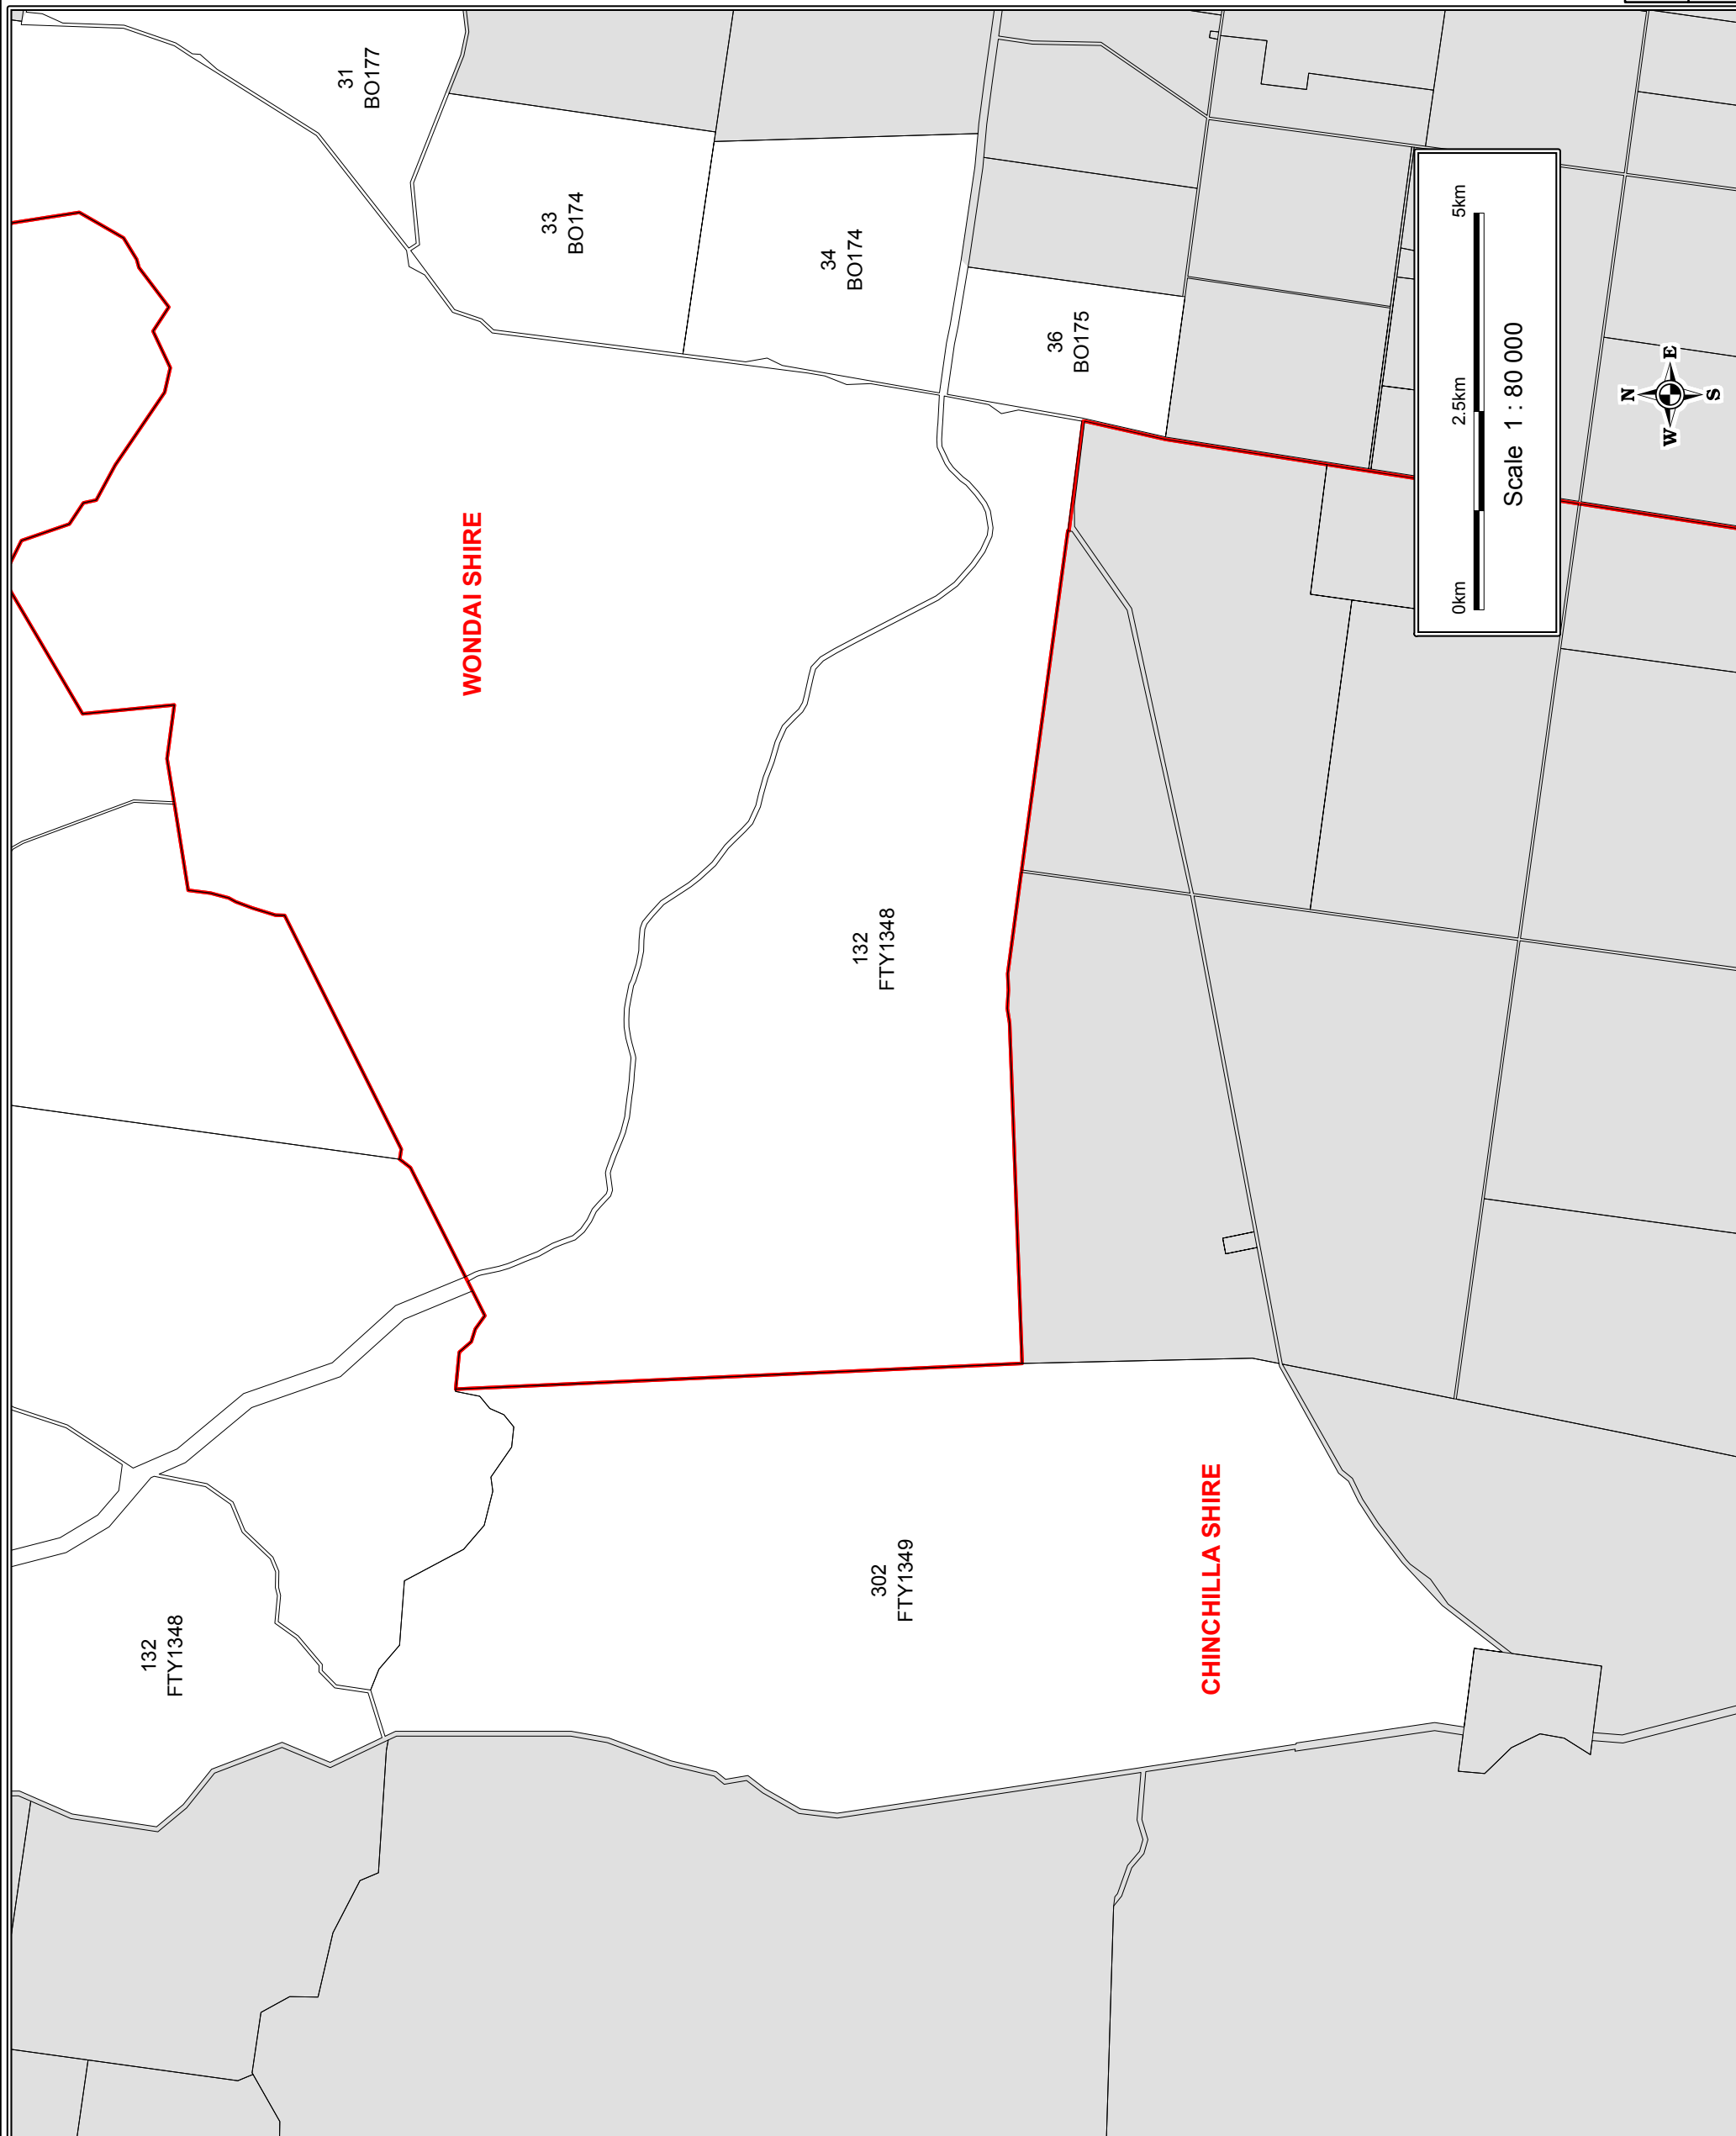 31
BO177
33
BO174
34
BO174
36
BO175
WONDAI SHIRE
132
FTY1348
132
FTY1348
302
FTY1349
CHINCHILLA SHIRE
0km 2.5km 5km
Scale 1 : 80 000
N
W E
S